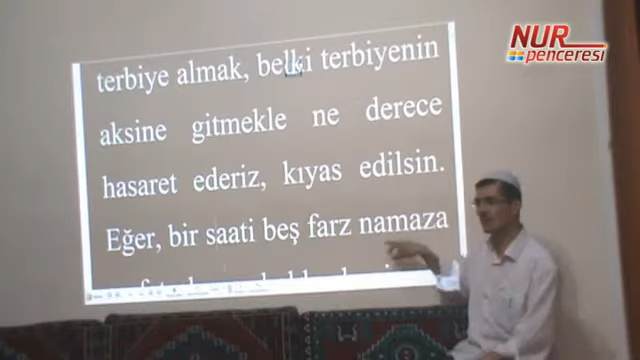 NUR
penceresi
terbiye almak, belki terbiyenin
aksine gitmekle ne derece
hasaret ederiz, kıyas edilsin.
Eğer, bir saati beş farz namaza